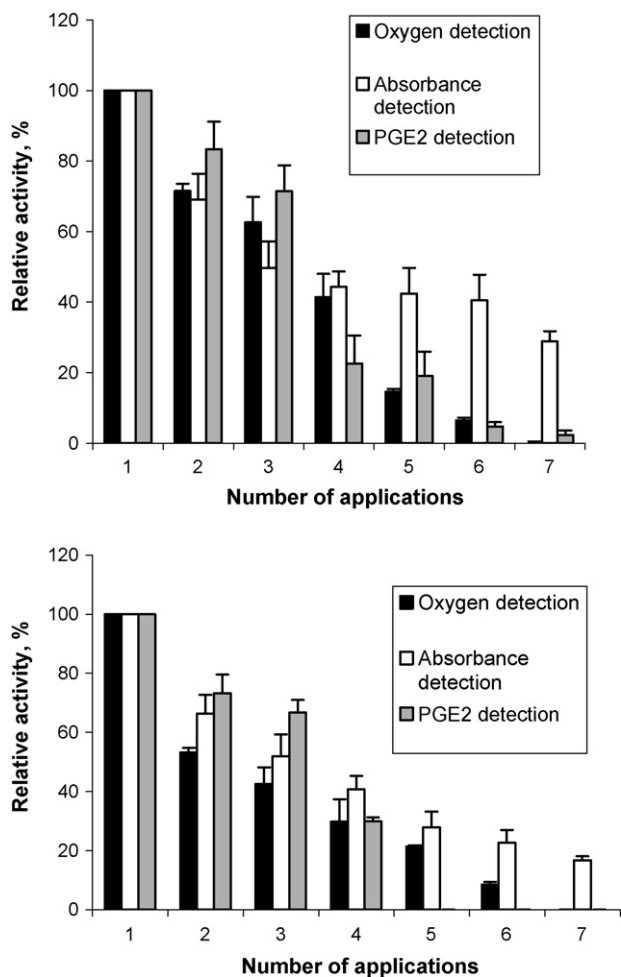 120
100
80
60
40
20
0
Relative activity, %
Oxygen detection
Absorbance
detection
PGE2 detection
1 2 3 4 5 6 7
Number of applications
120
100
80
60
40
20
0
Relative activity, %
Oxygen detection
Absorbance
detection
PGE2 detection
1 2 3 4 5 6 7
Number of applications